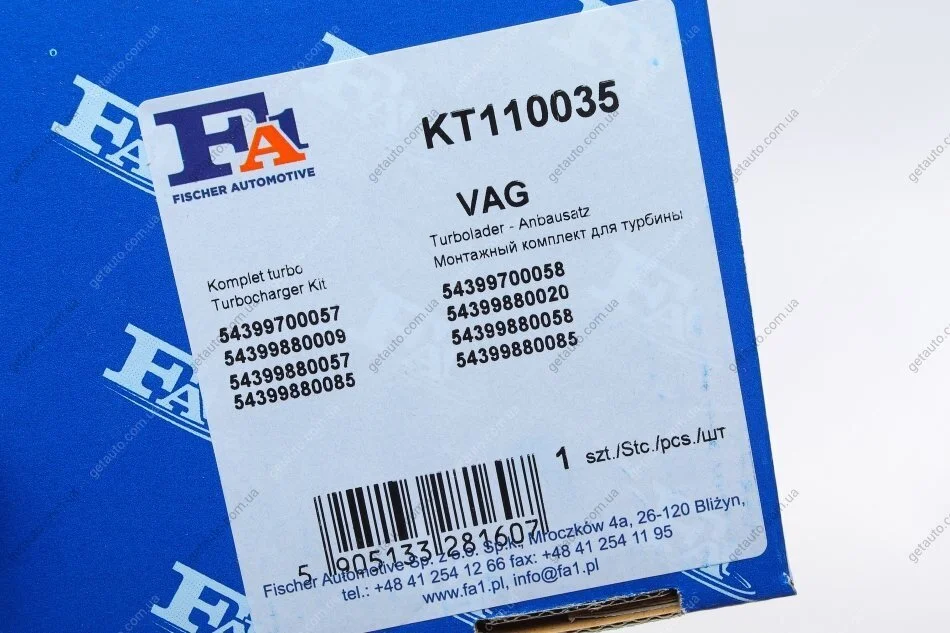 FA1
FISCHER AUTOMOTIVE
KT110035
VAG
Turbolader - Anbausatz
Монтажный комплект для турбины
Komplet turbo
Turbocharger Kit
54399700057
54399880009
54399880057
54399880085
54399700058
54399880020
54399880058
54399880085
1 szt./Stc./pcs./шт
5 905133 281607
Fischer Automotive Sp. z o.o. Sp.k., Mroczków 4a, 26-120 Bliżyn,
tel.: +48 41 254 12 66 fax: +48 41 254 11 95
www.fa1.pl, info@fa1.pl
getauto.com.ua